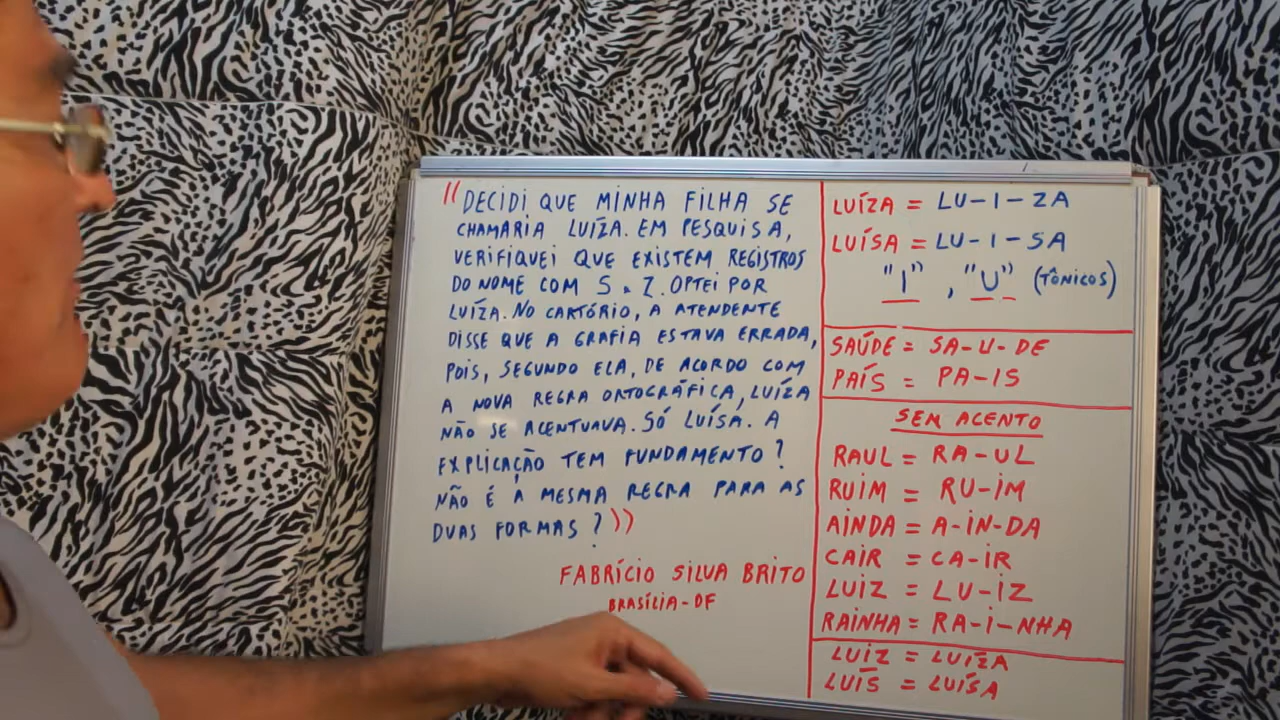 "DECIDI QUE MINHA FILHA SE
CHAMARIA LUÍZA. EM PESQUISA,
VERIFIQUEI QUE EXISTEM REGISTROS
DO NOME COM S e Z. OPTEI POR
LUÍZA. NO CARTÓRIO, A ATENDENTE
DISSE QUE A GRAFIA ESTAVA ERRADA,
POIS, SEGUNDO ELA, DE ACORDO COM
A NOVA REGRA ORTOGRÁFICA, LUÍZA
NÃO SE ACENTUAVA. SÓ LUÍSA. A
EXPLICAÇÃO TEM FUNDAMENTO?
NÃO É A MESMA REGRA PARA AS
DUAS FORMAS?"
FABRÍCIO SILVA BRITO
BRASÍLIA-DF
LUÍZA = LU-I-ZA
LUÍSA = LU-I-SA
"I", "U" (TÔNICOS)
SAÚDE = SA-U-DE
PAÍS = PA-IS
SEM ACENTO
RAUL = RA-UL
RUIM = RU-IM
AINDA = A-IN-DA
CAIR = CA-IR
LUIZ = LU-IZ
RAINHA = RA-I-NHA
LUIZ = LUÍZA
LUÍS = LUÍSA